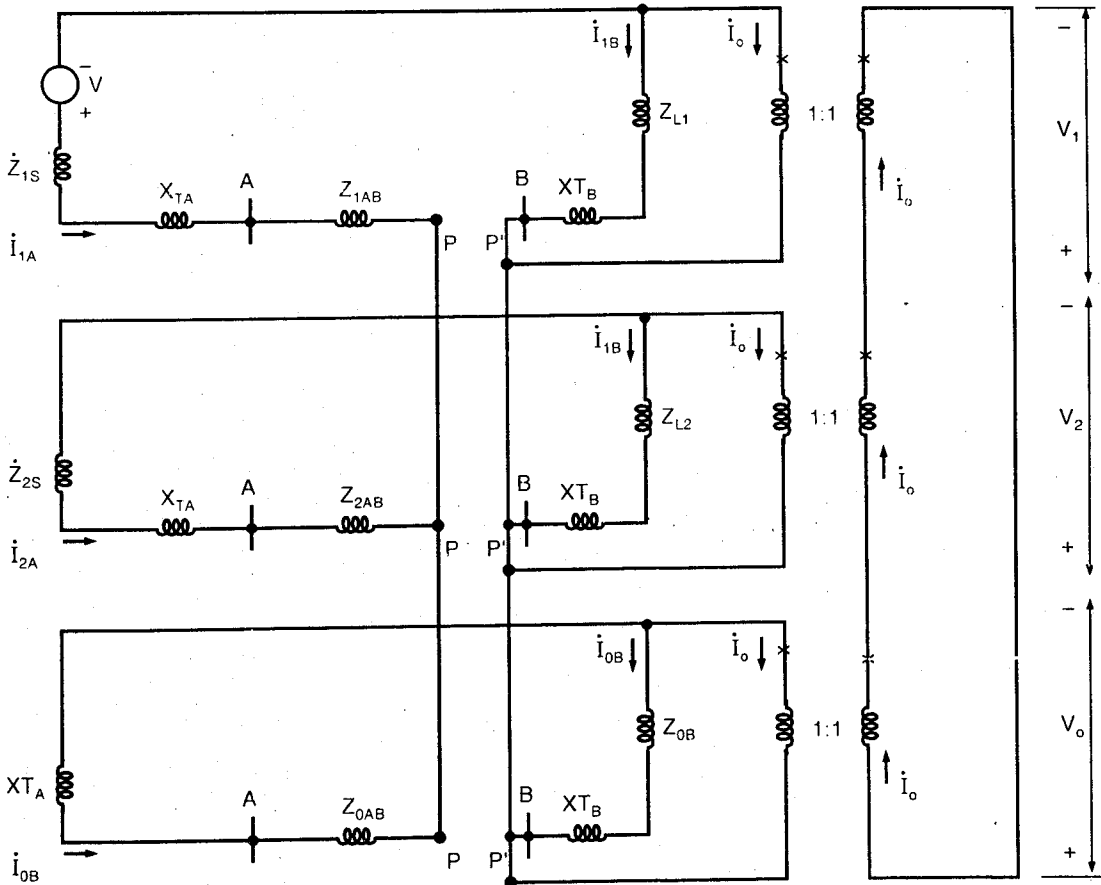 İ1B İo −
− V +
ZL1 1:1 V1
Ż1S
XTA A Z1AB B XTB İo
İ1A P P' +
İ1B İo −
ZL2 1:1 V2
Ż2S
XTA A Z2AB B XTB İo
İ2A P P' +
İ0B İo −
Z0B 1:1 Vo
XTA A Z0AB B XTB İo
İ0B P P' +